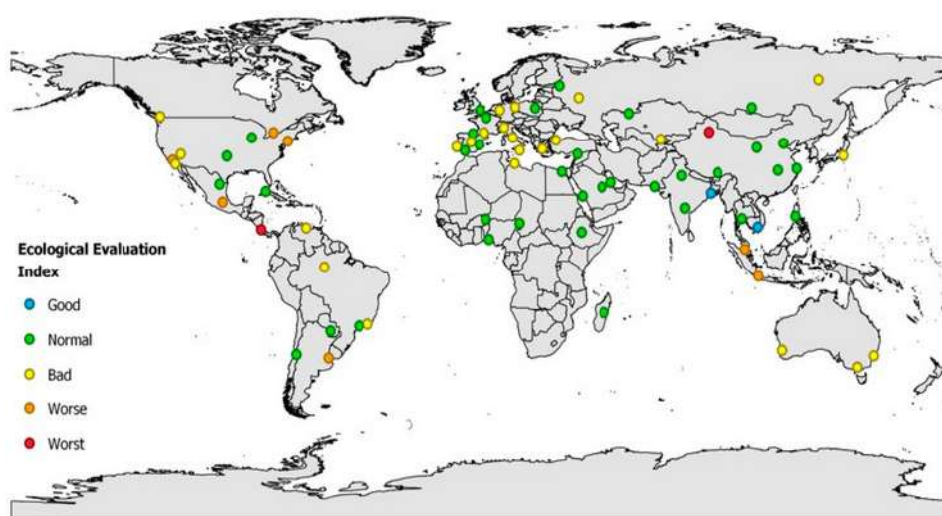 Ecological Evaluation
Index
Good
Normal
Bad
Worse
Worst